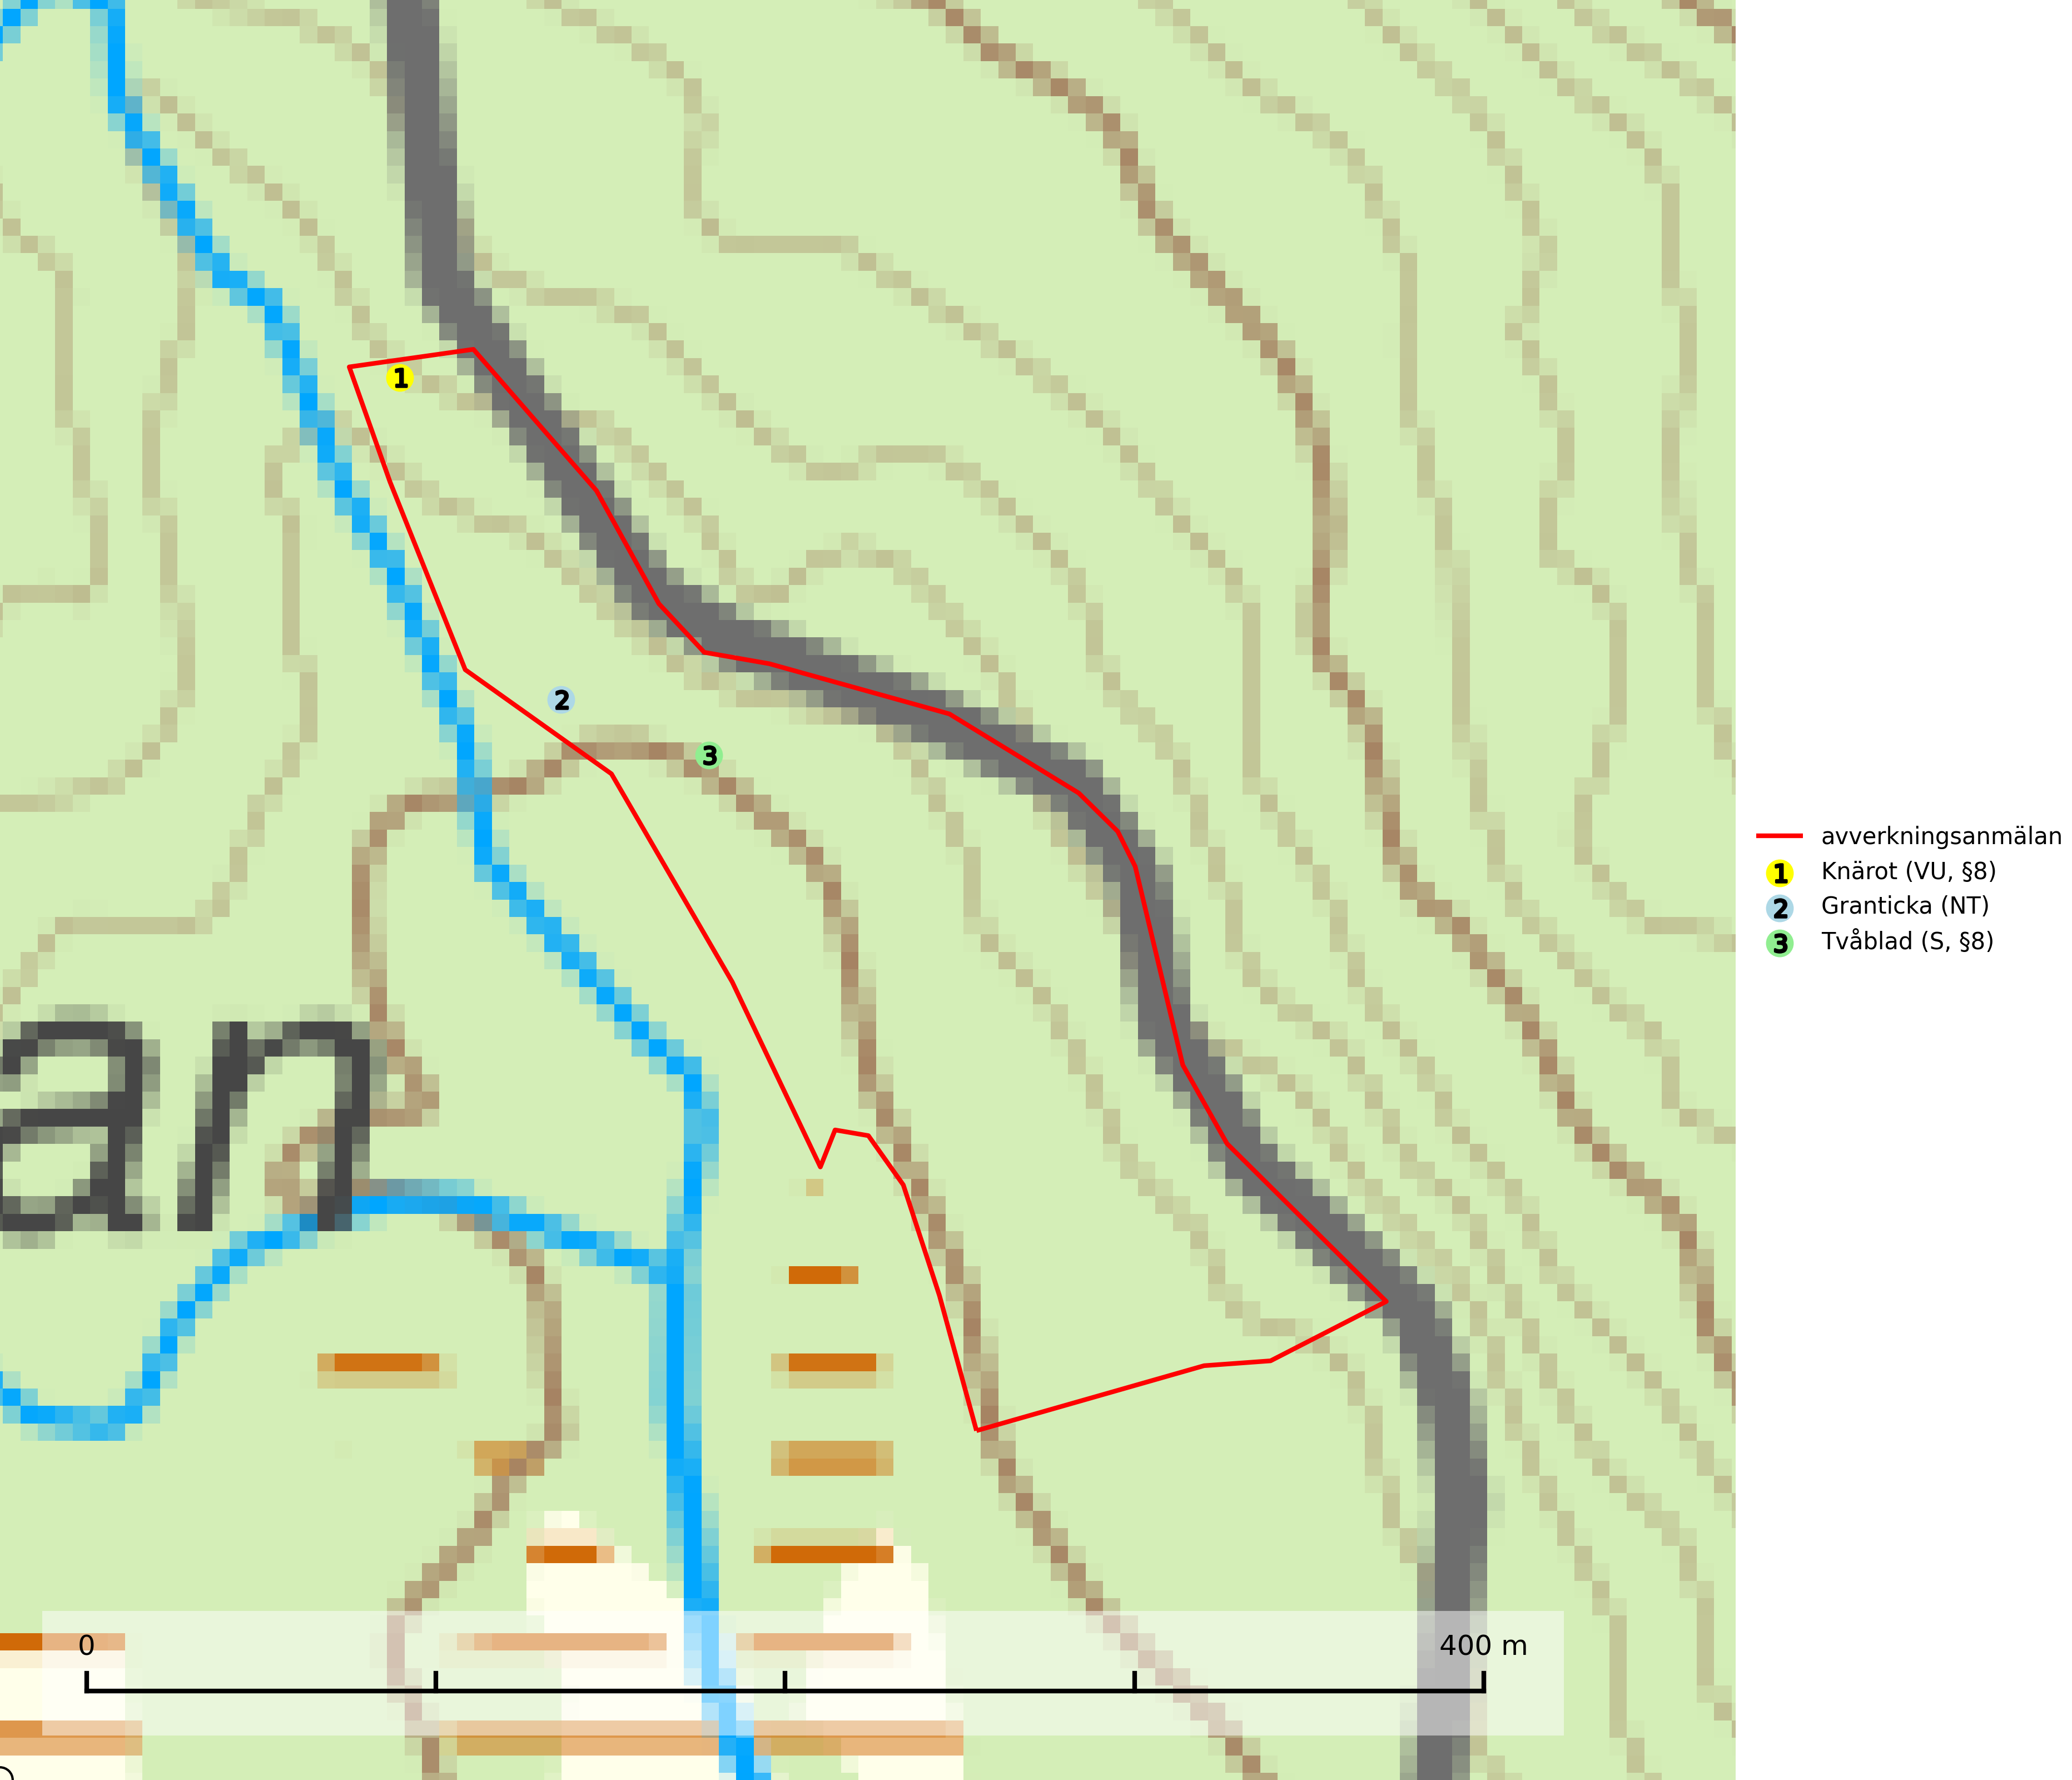 1
2
3
an
0
400 m
avverkningsanmälan
1 Knärot (VU, §8)
2 Granticka (NT)
3 Tvåblad (S, §8)